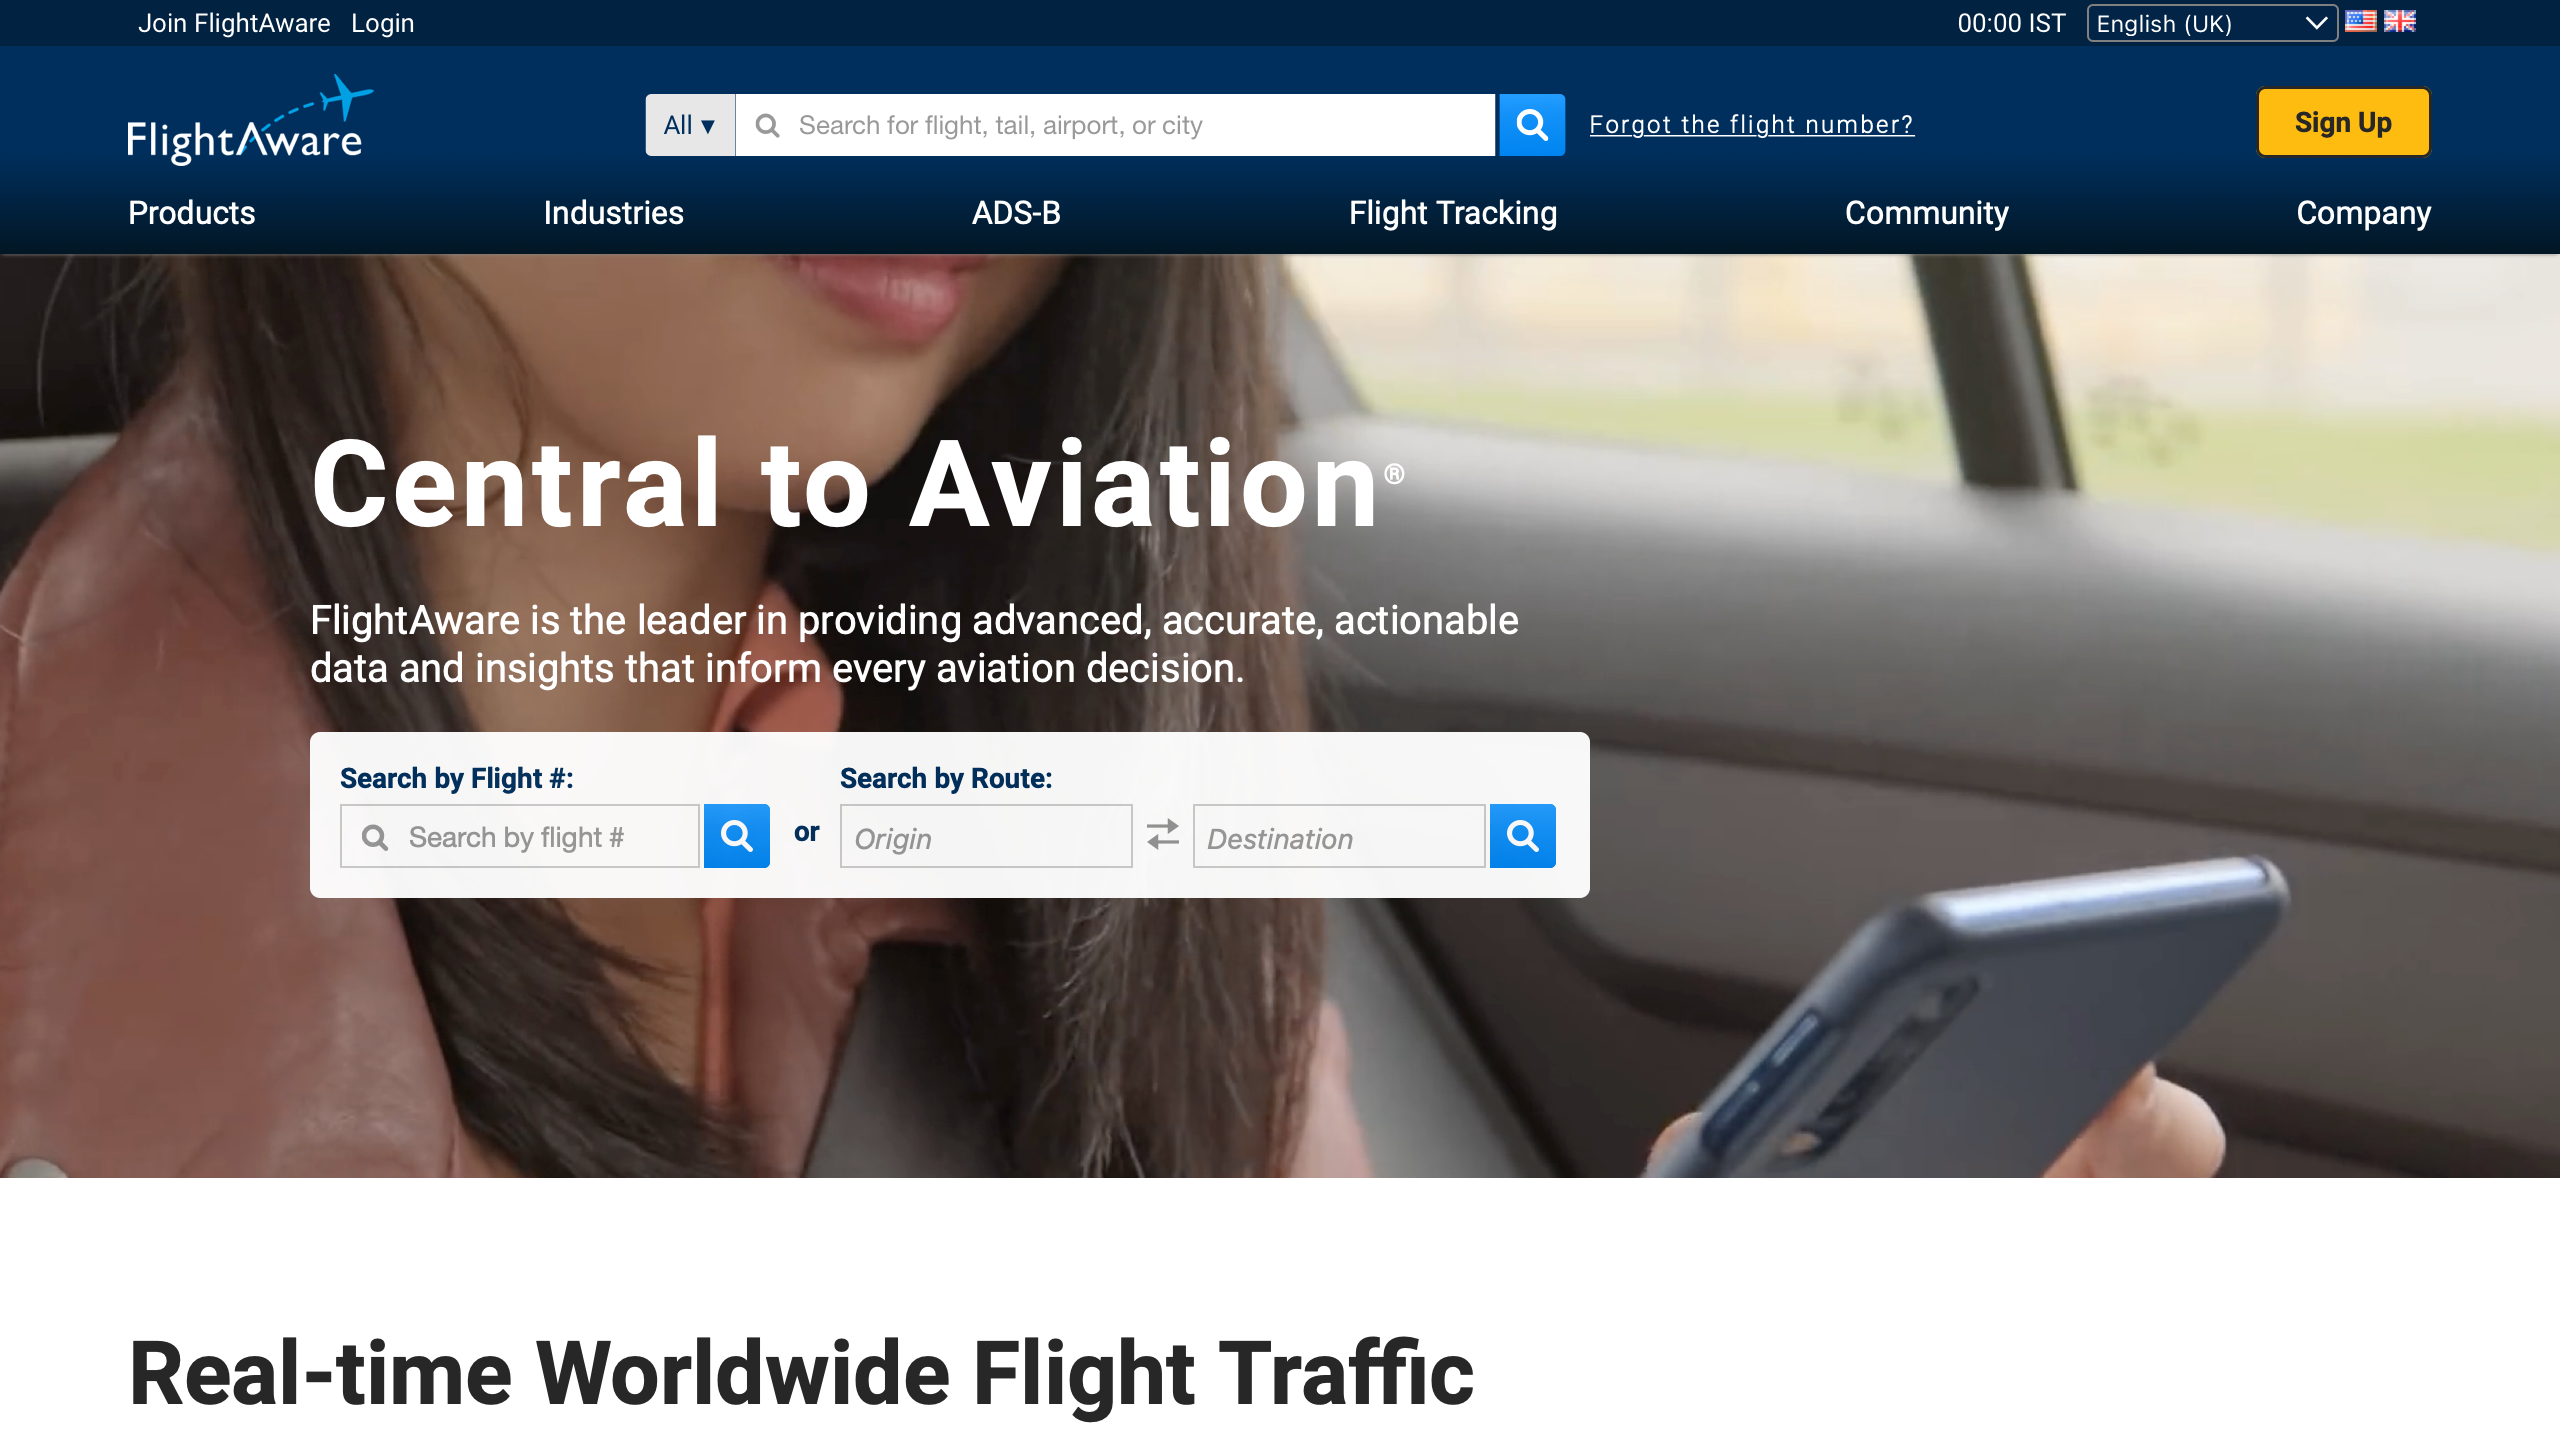 Join FlightAware Login 00:00 IST English (UK)
FlightAware
All ▾ Search for flight, tail, airport, or city Forgot the flight number? Sign Up
Products Industries ADS-B Flight Tracking Community Company
Central to Aviation®
FlightAware is the leader in providing advanced, accurate, actionable
data and insights that inform every aviation decision.
Search by Flight #: Search by Route:
Search by flight # or Origin Destination
Real-time Worldwide Flight Traffic